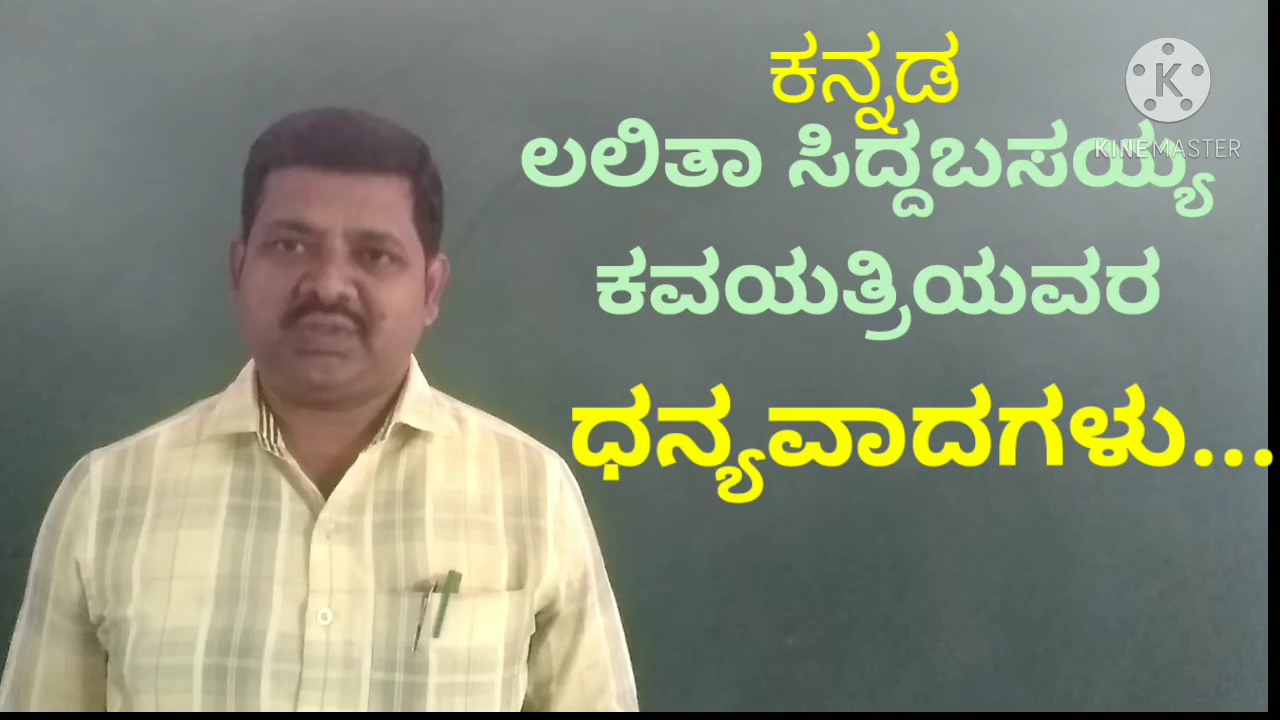 ಕನ್ನಡ
K
KINEMASTER
ಲಲಿತಾ ಸಿದ್ದಬಸಯ್ಯ
ಕವಯತ್ರಿಯವರ
ಧನ್ಯವಾದಗಳು...